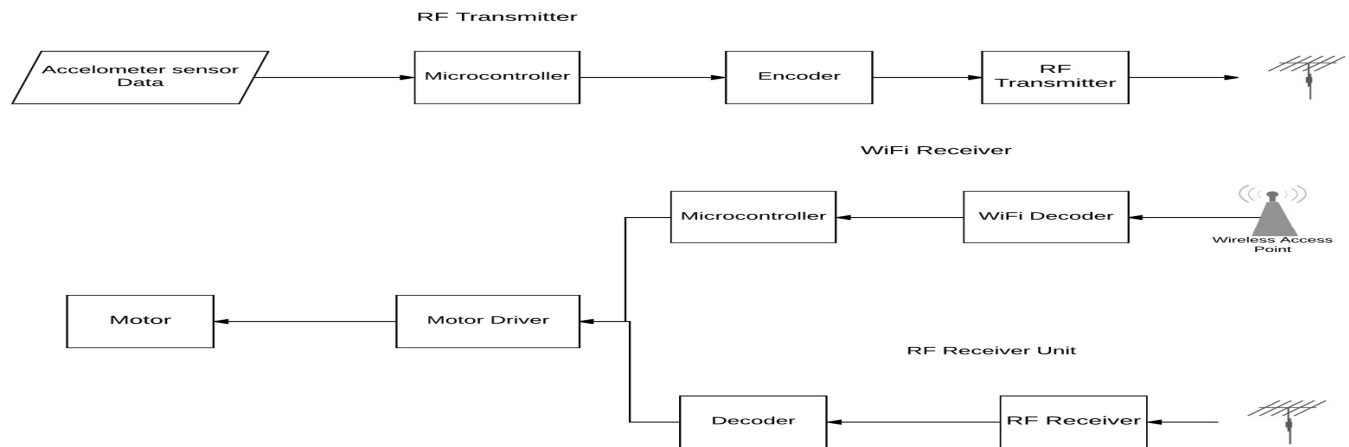 RF Transmitter
Accelometer sensor
Data
Microcontroller
Encoder
RF
Transmitter
WiFi Receiver
Microcontroller
WiFi Decoder
Wireless Access
Point
Motor
Motor Driver
RF Receiver Unit
Decoder
RF Receiver